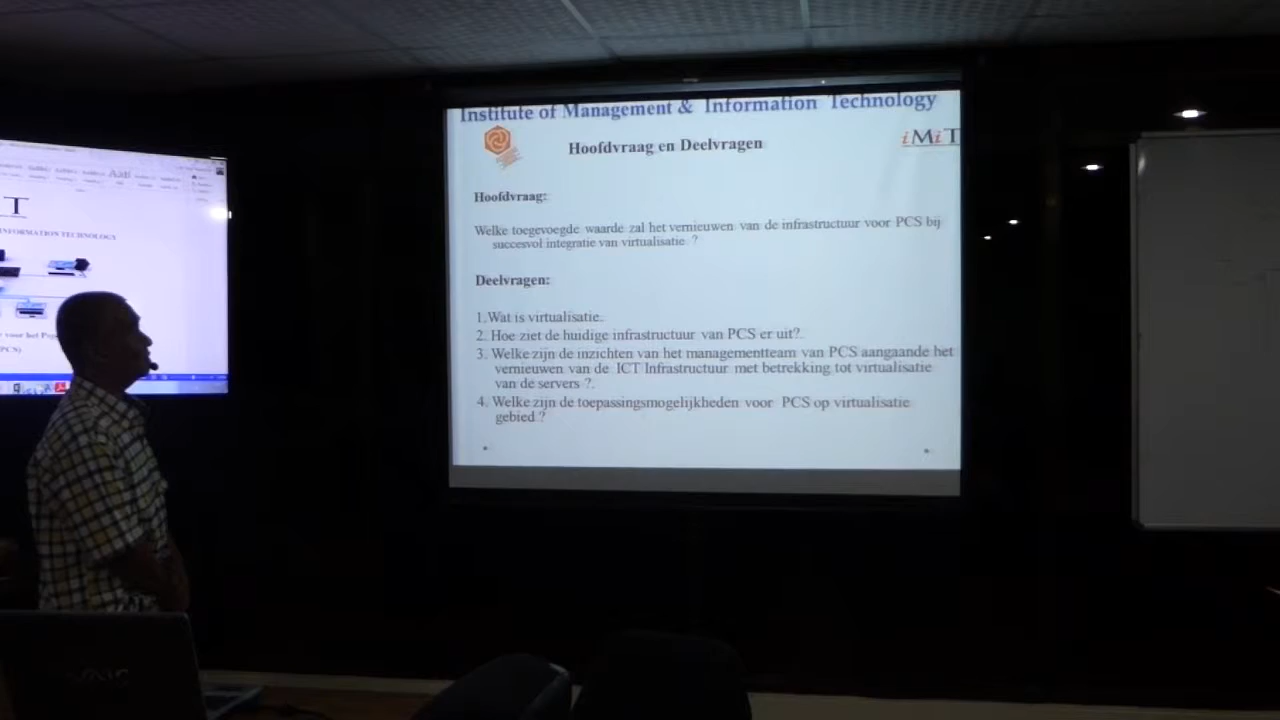 Institute of Management & Information Technology
iMiT
Hoofdvraag en Deelvragen
Hoofdvraag:
Welke toegevoegde waarde zal het vernieuwen van de infrastructuur voor PCS bij
succesvol integratie van virtualisatie ?
Deelvragen:
1.Wat is virtualisatie.
2. Hoe ziet de huidige infrastructuur van PCS er uit?.
3. Welke zijn de inzichten van het managementteam van PCS aangaande het
vernieuwen van de ICT Infrastructuur met betrekking tot virtualisatie
van de servers ?.
4. Welke zijn de toepassingsmogelijkheden voor PCS op virtualisatie
gebied ?
T
INFORMATION TECHNOLOGY
voor het
PCS)